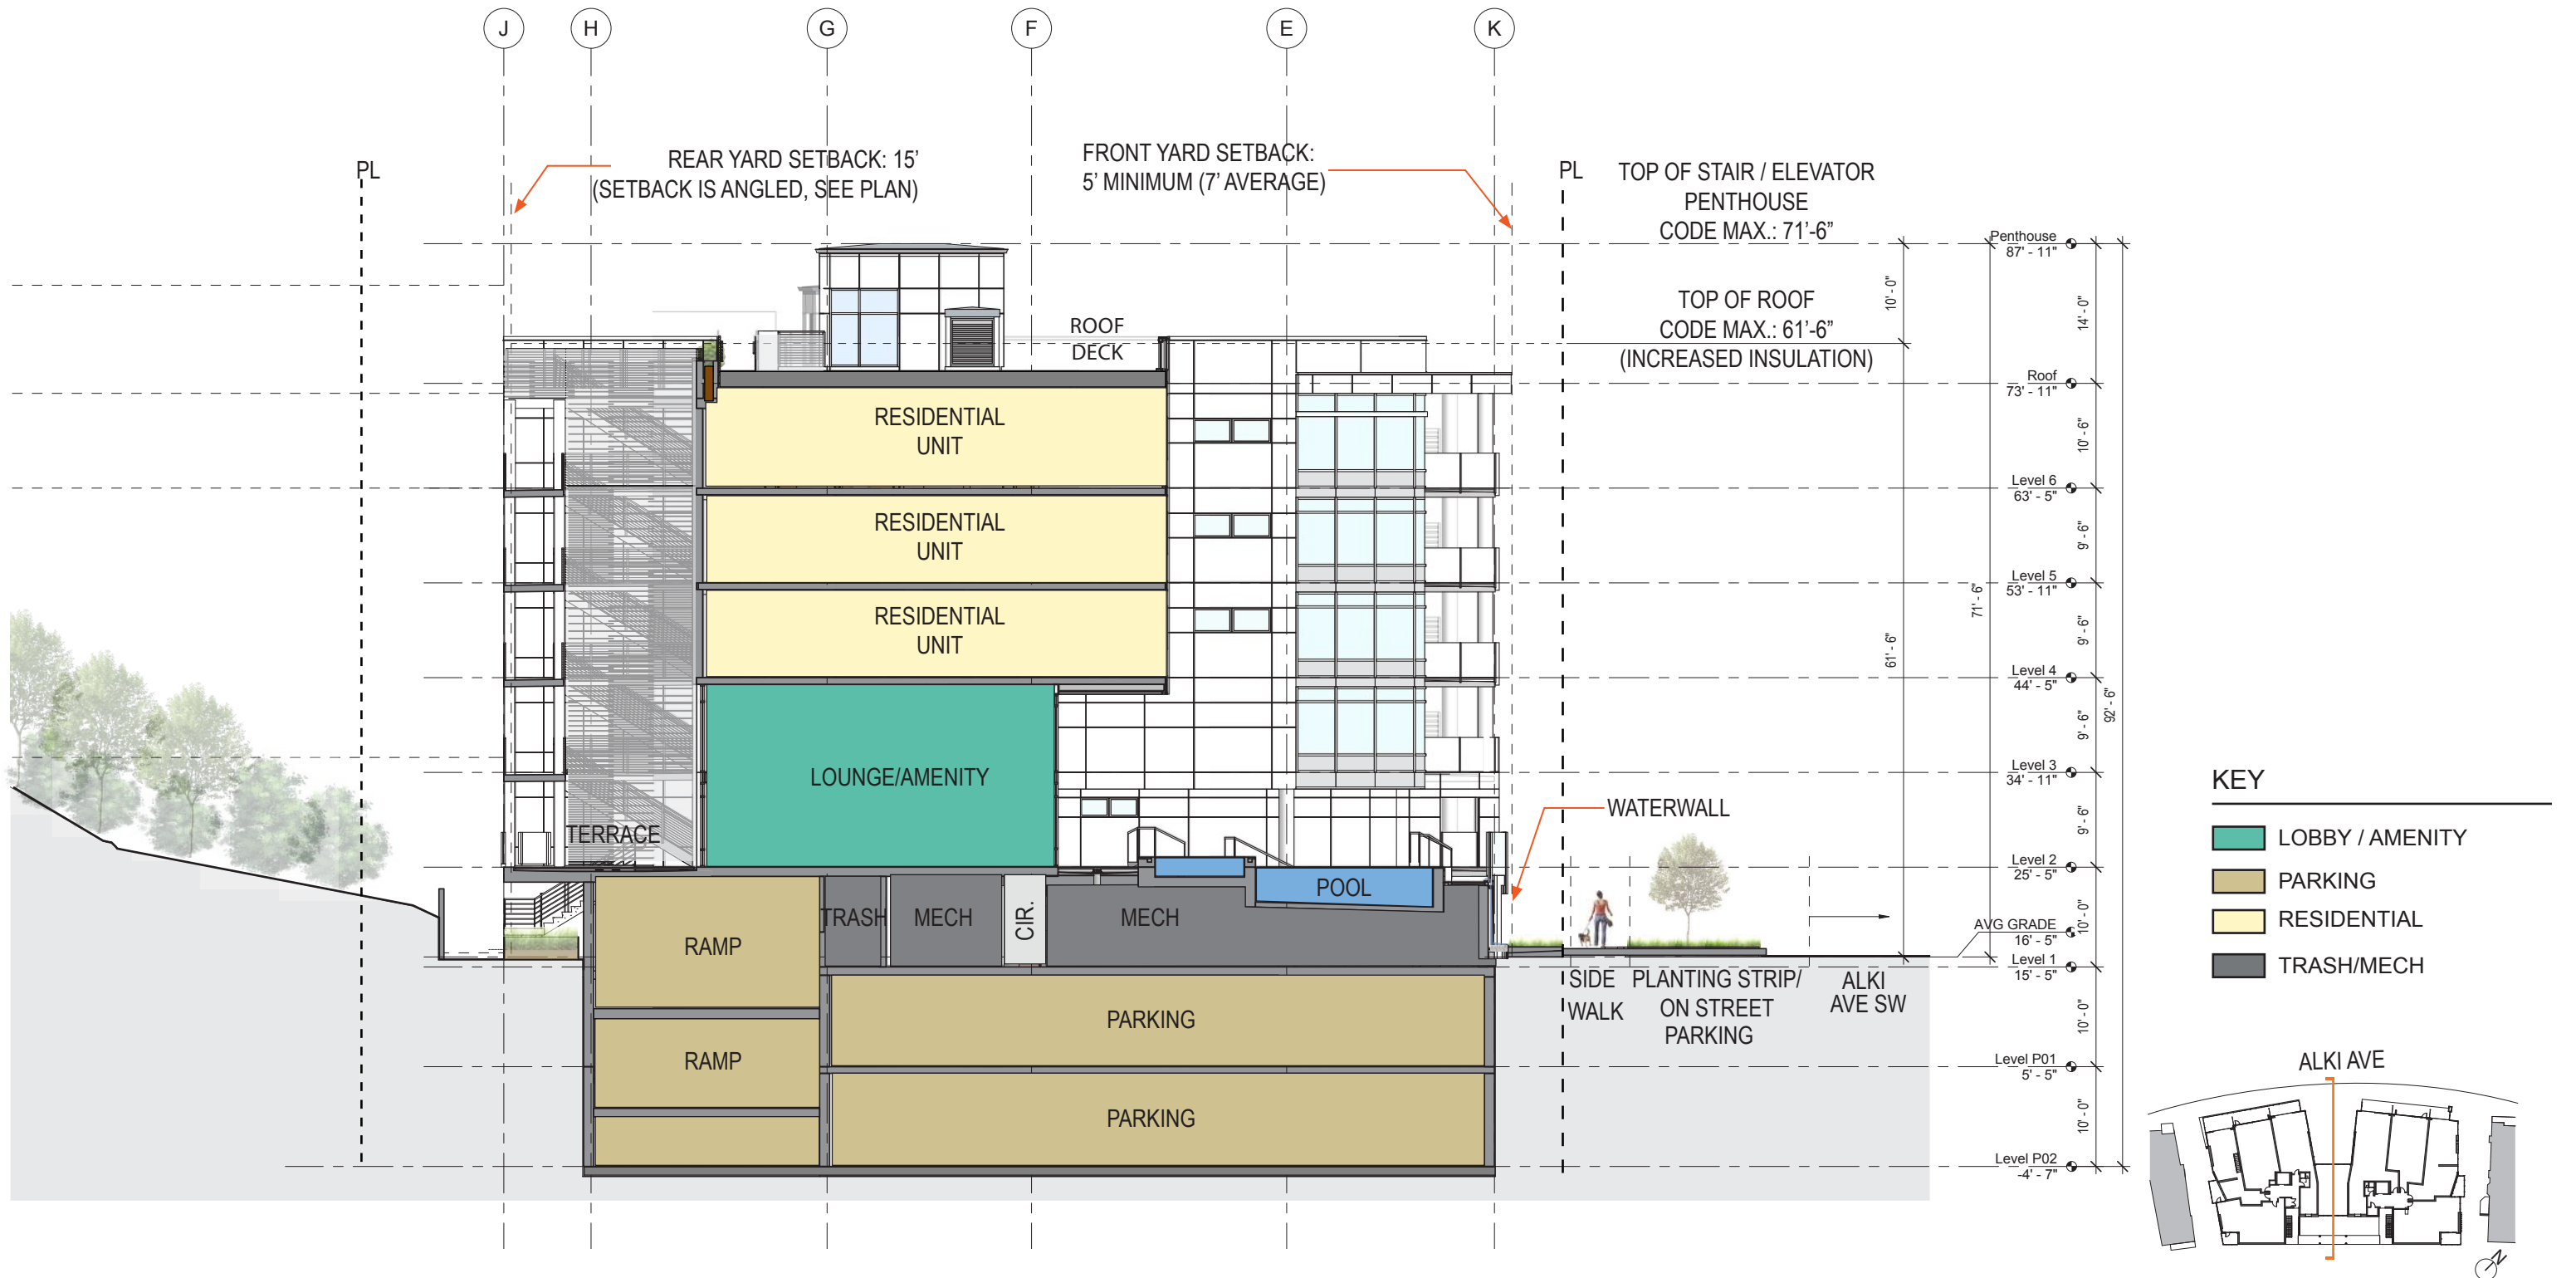 J
H
G
F
E
K
PL
REAR YARD SETBACK: 15’
(SETBACK IS ANGLED, SEE PLAN)
FRONT YARD SETBACK:
5’ MINIMUM (7’ AVERAGE)
PL
TOP OF STAIR / ELEVATOR
PENTHOUSE
CODE MAX.: 71’-6”
TOP OF ROOF
CODE MAX.: 61’-6”
(INCREASED INSULATION)
ROOF
DECK
RESIDENTIAL
UNIT
RESIDENTIAL
UNIT
RESIDENTIAL
UNIT
LOUNGE/AMENITY
TERRACE
WATERWALL
POOL
TRASH
MECH
CIR.
MECH
RAMP
RAMP
PARKING
PARKING
SIDE
WALK
PLANTING STRIP/
ON STREET
PARKING
ALKI
AVE SW
10' - 0"
61' - 6"
71' - 6"
Penthouse
87' - 11"
14' - 0"
Roof
73' - 11"
10' - 6"
Level 6
63' - 5"
9' - 6"
Level 5
53' - 11"
9' - 6"
Level 4
44' - 5"
92' - 6"
9' - 6"
Level 3
34' - 11"
9' - 6"
Level 2
25' - 5"
10' - 0"
AVG GRADE
16' - 5"
Level 1
15' - 5"
10' - 0"
Level P01
5' - 5"
10' - 0"
Level P02
-4' - 7"
KEY
LOBBY / AMENITY
PARKING
RESIDENTIAL
TRASH/MECH
ALKI AVE
N